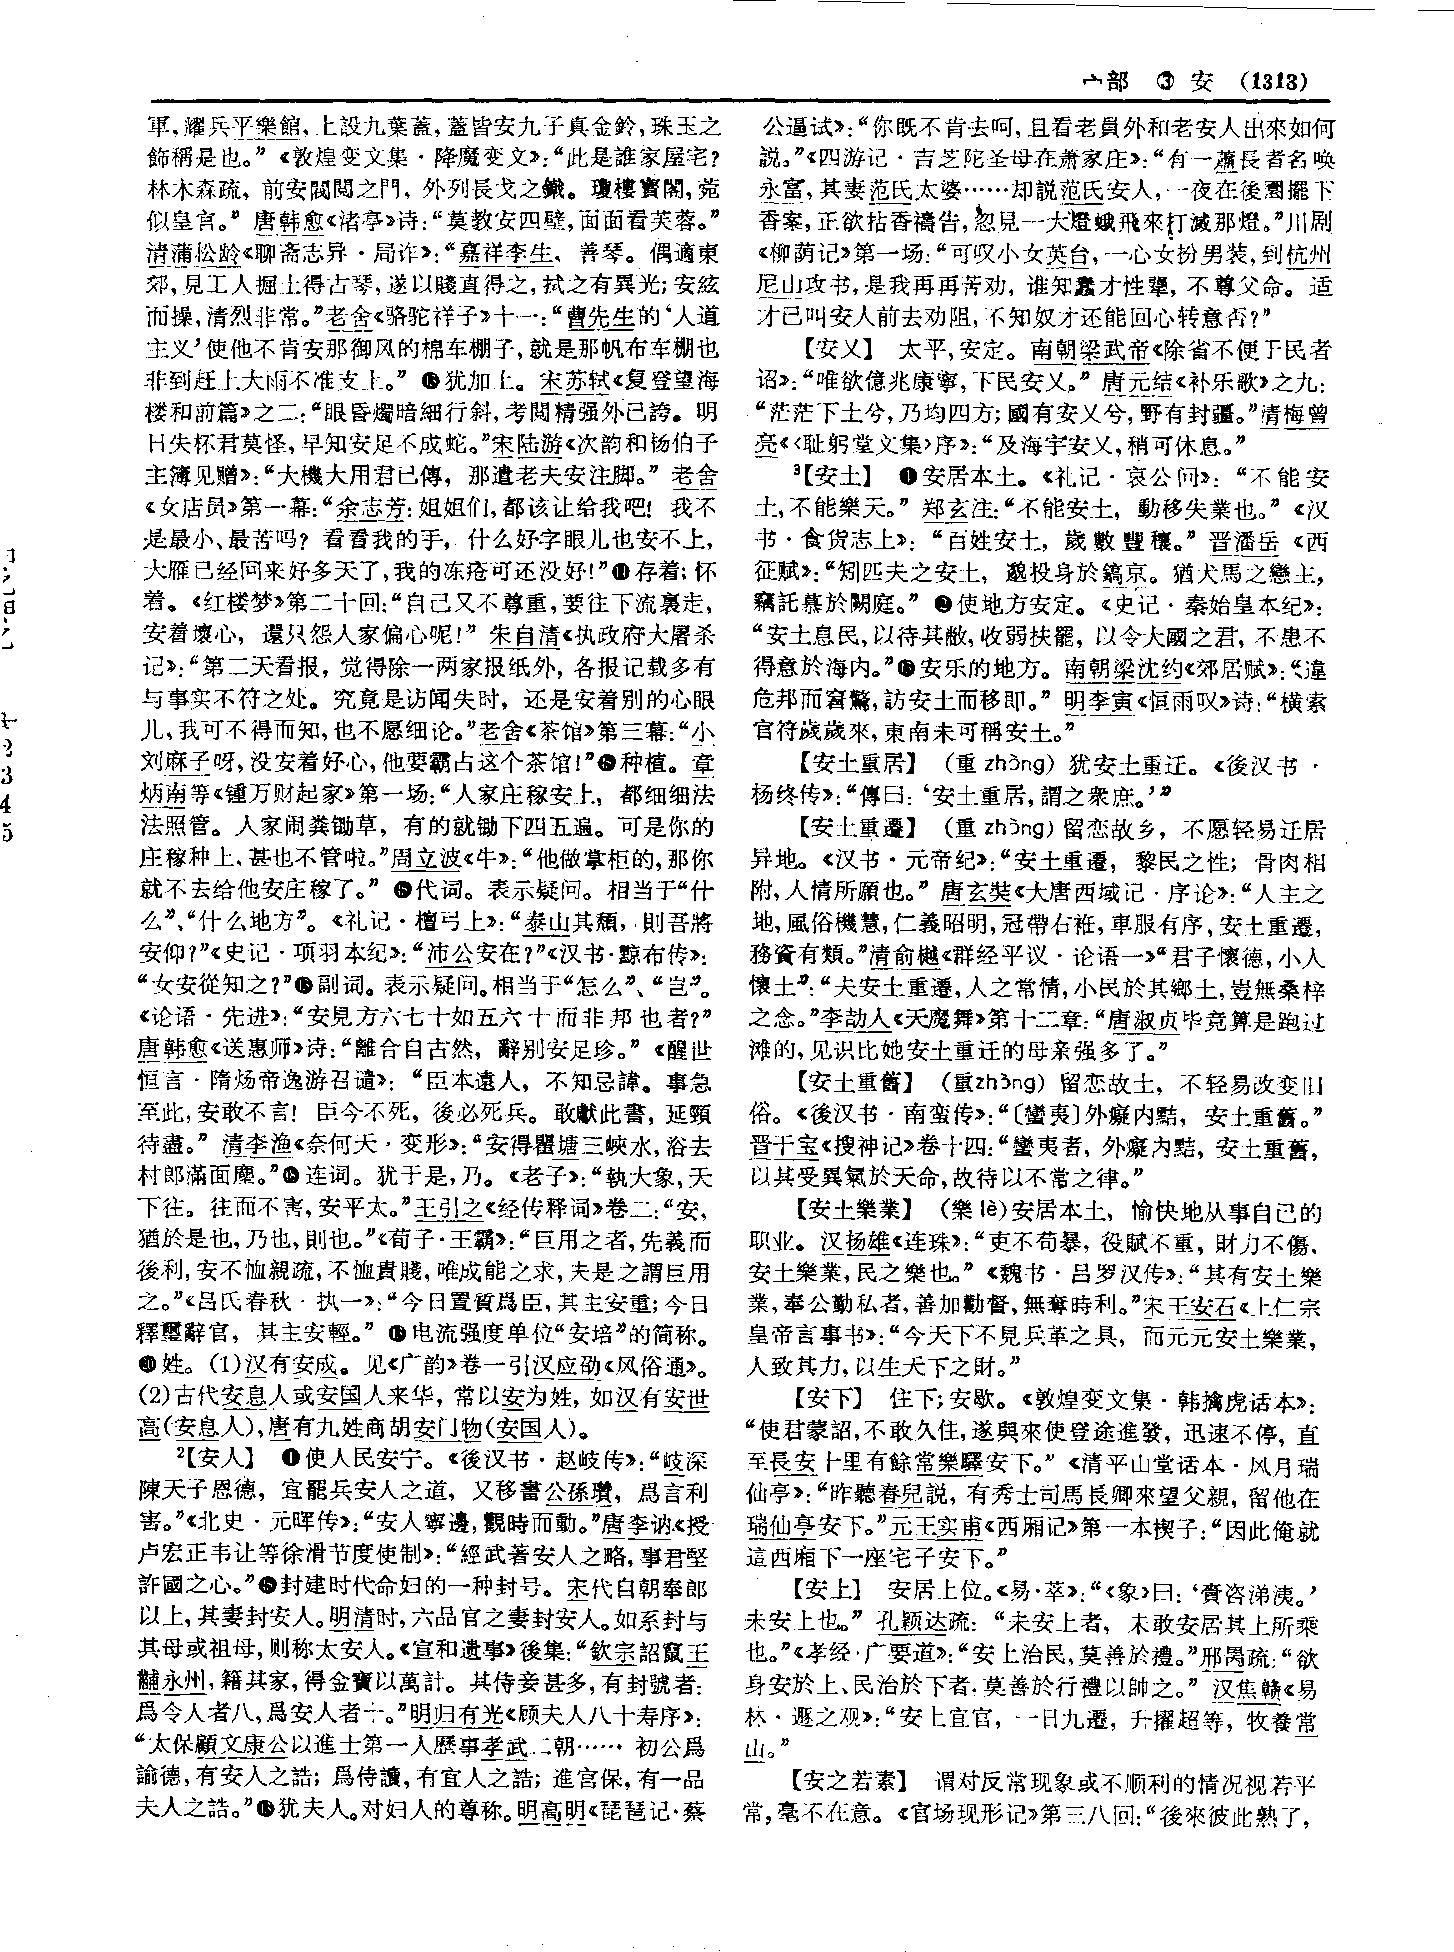 宀部 ③ 安 (1313)
軍，耀兵平樂館，上設九葉蓋，蓋皆安九子真金鈴，珠玉之
飾稱是也。”《敦煌变文集·降魔变文》：“此是誰家屋宅？
林木森疏，前安閥閱之門，外列長戈之鐵。瓊樓寶閣，菀
似皇宫。”唐韩愈《渚亭》诗：“莫教安四壁，面面看芙蓉。”
清蒲松龄《聊斋志异·局诈》：“嘉祥李生，善琴。偶適東
郊，見工人掘土得古琴，遂以賤直得之，拭之有異光；安絃
而操，清烈非常。”老舍《骆驼祥子》十一：“曹先生的‘人道
主义’使他不肯安那御风的棉车棚子，就是那帆布车棚也
非到赶上大雨不准支上。”⓾犹加上。宋苏轼《复登望海
楼和前篇》之二：“眼昏燭暗細行斜，考閲精强外已誇。明
日失杯君莫怪，早知安足不成蛇。”宋陆游《次韵和杨伯子
主簿见赠》：“大機大用君已傳，那遣老夫安注脚。”老舍
《女店员》第一幕：“余志芳：姐姐们，都该让给我吧！我不
是最小、最苦吗？看看我的手，什么好字眼儿也安不上，
大雁已经回来好多天了，我的冻疮可还没好！”⓫存着；怀
着。《红楼梦》第二十回：“自己又不尊重，要往下流裏走，
安着壞心，還只怨人家偏心呢！”朱自清《执政府大屠杀
记》：“第二天看报，觉得除一两家报纸外，各报记载多有
与事实不符之处。究竟是访闻失时，还是安着别的心眼
儿，我可不得而知，也不愿细论。”老舍《茶馆》第三幕：“小
刘麻子呀，没安着好心，他要霸占这个茶馆！”⓬种植。章
炳南等《锺万财起家》第一场：“人家庄稼安上，都细细法
法照管。人家闹粪锄草，有的就锄下四五遍。可是你的
庄稼种上，甚也不管啦。”周立波《牛》：“他做掌柜的，那你
就不去给他安庄稼了。”⓭代词。表示疑问。相当于“什
么”、“什么地方”。《礼记·檀弓上》：“泰山其頽，則吾將
安仰？”《史记·项羽本纪》：“沛公安在？”《汉书·黥布传》：
“女安從知之？”⓮副词。表示疑问。相当于“怎么”、“岂”。
《论语·先进》：“安見方六七十如五六十而非邦也者？”
唐韩愈《送惠师》诗：“離合自古然，辭别安足珍。”《醒世
恒言·隋炀帝逸游召谴》：“臣本遠人，不知忌諱。事急
至此，安敢不言！臣今不死，後必死兵。敢獻此書，延頸
待盡。”清李渔《奈何天·变形》：“安得瞿塘三峽水，浴去
村郎滿面塵。”⓯连词。犹于是，乃。《老子》：“執大象，天
下往。往而不害，安平太。”王引之《经传释词》卷二：“安，
猶於是也，乃也，則也。”《荀子·王霸》：“巨用之者，先義而
後利，安不恤親疏，不恤貴賤，唯成能之求，夫是之謂巨用
之。”《吕氏春秋·执一》：“今日置質爲臣，其主安重；今日
釋璽辭官，其主安輕。”⓰电流强度单位“安培”的简称。
⓱姓。(1)汉有安成。见《广韵》卷一引汉应劭《风俗通》。
(2)古代安息人或安国人来华，常以安为姓，如汉有安世
高(安息人)，唐有九姓商胡安门物(安国人)。
²【安人】 ❶使人民安宁。《後汉书·赵岐传》：“岐深
陳天子恩德，宜罷兵安人之道，又移書公孫瓚，爲言利
害。”《北史·元晖传》：“安人寧邊，觀時而動。”唐李讷《授
卢宏正韦让等徐滑节度使制》：“經武著安人之略，事君堅
許國之心。”❷封建时代命妇的一种封号。宋代自朝奉郎
以上，其妻封安人。明清时，六品官之妻封安人。如系封与
其母或祖母，则称太安人。《宣和遗事》後集：“欽宗詔竄王
黼永州，籍其家，得金寶以萬計。其侍妾甚多，有封號者：
爲令人者八，爲安人者十。”明归有光《顾夫人八十寿序》：
“太保顧文康公以進士第一人歷事孝武二朝……初公爲
諭德，有安人之誥；爲侍讀，有宜人之誥；進宫保，有一品
夫人之誥。”❸犹夫人。对妇人的尊称。明高明《琵琶记·蔡
公逼试》：“你既不肯去呵，且看老員外和老安人出來如何
説。”《四游记·吉芝陀圣母在萧家庄》：“有一蕭長者名唤
永富，其妻范氏太婆……却説范氏安人，一夜在後園擺下
香案，正欲拈香禱告，忽見一大燈蛾飛來打滅那燈。”川剧
《柳荫记》第一场：“可叹小女英台，一心女扮男装，到杭州
尼山攻书，是我再再苦劝，谁知蠢才性犟，不尊父命。适
才已叫安人前去劝阻，不知奴才还能回心转意否？”
【安乂】 太平，安定。南朝梁武帝《除省不便于民者
诏》：“唯欲億兆康寧，下民安乂。”唐元结《补乐歌》之九：
“茫茫下土兮，乃均四方；國有安乂兮，野有封疆。”清梅曾
亮《〈耻躬堂文集〉序》：“及海宇安乂，稍可休息。”
³【安土】 ❶安居本土。《礼记·哀公问》：“不能安
土，不能樂天。”郑玄注：“不能安土，動移失業也。”《汉
书·食货志上》：“百姓安土，歲數豐穰。”晋潘岳《西
征赋》：“矧匹夫之安土，邈投身於鎬京。猶犬馬之戀主，
竊託慕於闕庭。”❷使地方安定。《史记·秦始皇本纪》：
“安土息民，以待其敝，收弱扶罷，以令大國之君，不患不
得意於海内。”❸安乐的地方。南朝梁沈约《郊居赋》：“違
危邦而窘驚，訪安土而移即。”明李寅《恒雨叹》诗：“横索
官符歲歲來，東南未可稱安土。”
【安土重居】 （重 zhòng）犹安土重迁。《後汉书·
杨终传》：“傳曰：‘安土重居，謂之衆庶。’”
【安土重遷】 （重 zhòng）留恋故乡，不愿轻易迁居
异地。《汉书·元帝纪》：“安土重遷，黎民之性；骨肉相
附，人情所願也。”唐玄奘《大唐西域记·序论》：“人主之
地，風俗機慧，仁義昭明，冠帶右袵，車服有序，安土重遷，
務資有類。”清俞樾《群经平议·论语一》“君子懷德，小人
懷土”：“夫安土重遷，人之常情，小民於其鄉土，豈無桑梓
之念。”李劼人《天魔舞》第十二章：“唐淑贞毕竟算是跑过
滩的，见识比她安土重迁的母亲强多了。”
【安土重舊】 （重zhòng）留恋故土，不轻易改变旧
俗。《後汉书·南蛮传》：“〔蠻夷〕外癡内黠，安土重舊。”
晋干宝《搜神记》卷十四：“蠻夷者，外癡内黠，安土重舊，
以其受異氣於天命，故待以不常之律。”
【安土樂業】 （樂 lè）安居本土，愉快地从事自己的
职业。汉扬雄《连珠》：“吏不苟暴，役賦不重，財力不傷，
安土樂業，民之樂也。”《魏书·吕罗汉传》：“其有安土樂
業，奉公勤私者，善加勸督，無奪時利。”宋王安石《上仁宗
皇帝言事书》：“今天下不見兵革之具，而元元安土樂業，
人致其力，以生天下之財。”
【安下】 住下；安歇。《敦煌变文集·韩擒虎话本》：
“使君蒙詔，不敢久住，遂與來使登途進發，迅速不停，直
至長安十里有餘常樂驛安下。”《清平山堂话本·风月瑞
仙亭》：“昨聽春兒説，有秀士司馬長卿來望父親，留他在
瑞仙亭安下。”元王实甫《西厢记》第一本楔子：“因此俺就
這西廂下一座宅子安下。”
【安上】 安居上位。《易·萃》：“《象》曰：‘齎咨涕洟。’
未安上也。”孔颖达疏：“未安上者，未敢安居其上所乘
也。”《孝经·广要道》：“安上治民，莫善於禮。”邢昺疏：“欲
身安於上、民治於下者，莫善於行禮以帥之。”汉焦赣《易
林·遯之观》：“安上宜官，一日九遷，升擢超等，牧養常
山。”
【安之若素】 谓对反常现象或不顺利的情况视若平
常，毫不在意。《官场现形记》第三八回：“後來彼此熟了，